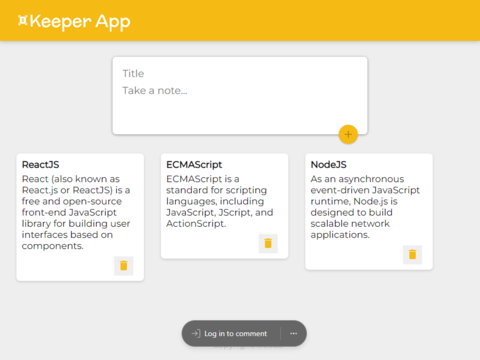 Keeper App
Title
Take a note...
ReactJS
React (also known as
React.js or ReactJS) is a
free and open-source
front-end JavaScript
library for building user
interfaces based on
components.
ECMAScript
ECMAScript is a
standard for scripting
languages, including
JavaScript, JScript, and
ActionScript.
NodeJS
As an asynchronous
event-driven JavaScript
runtime, Node.js is
designed to build
scalable network
applications.
Log in to comment